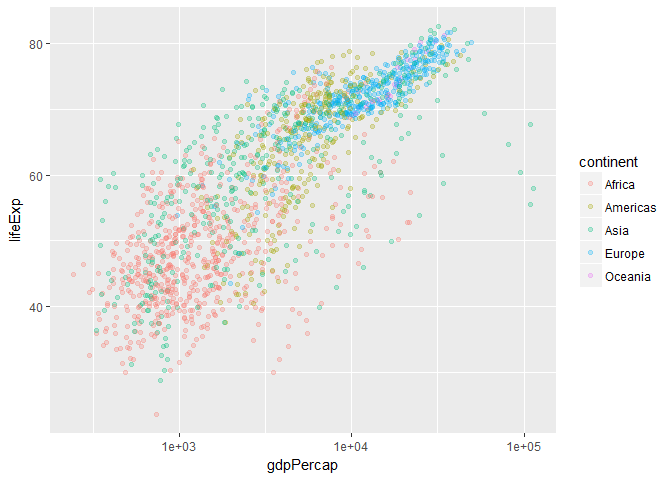 80
60
40
lifeExp
1e+03
1e+04
1e+05
gdpPercap
continent
Africa
Americas
Asia
Europe
Oceania